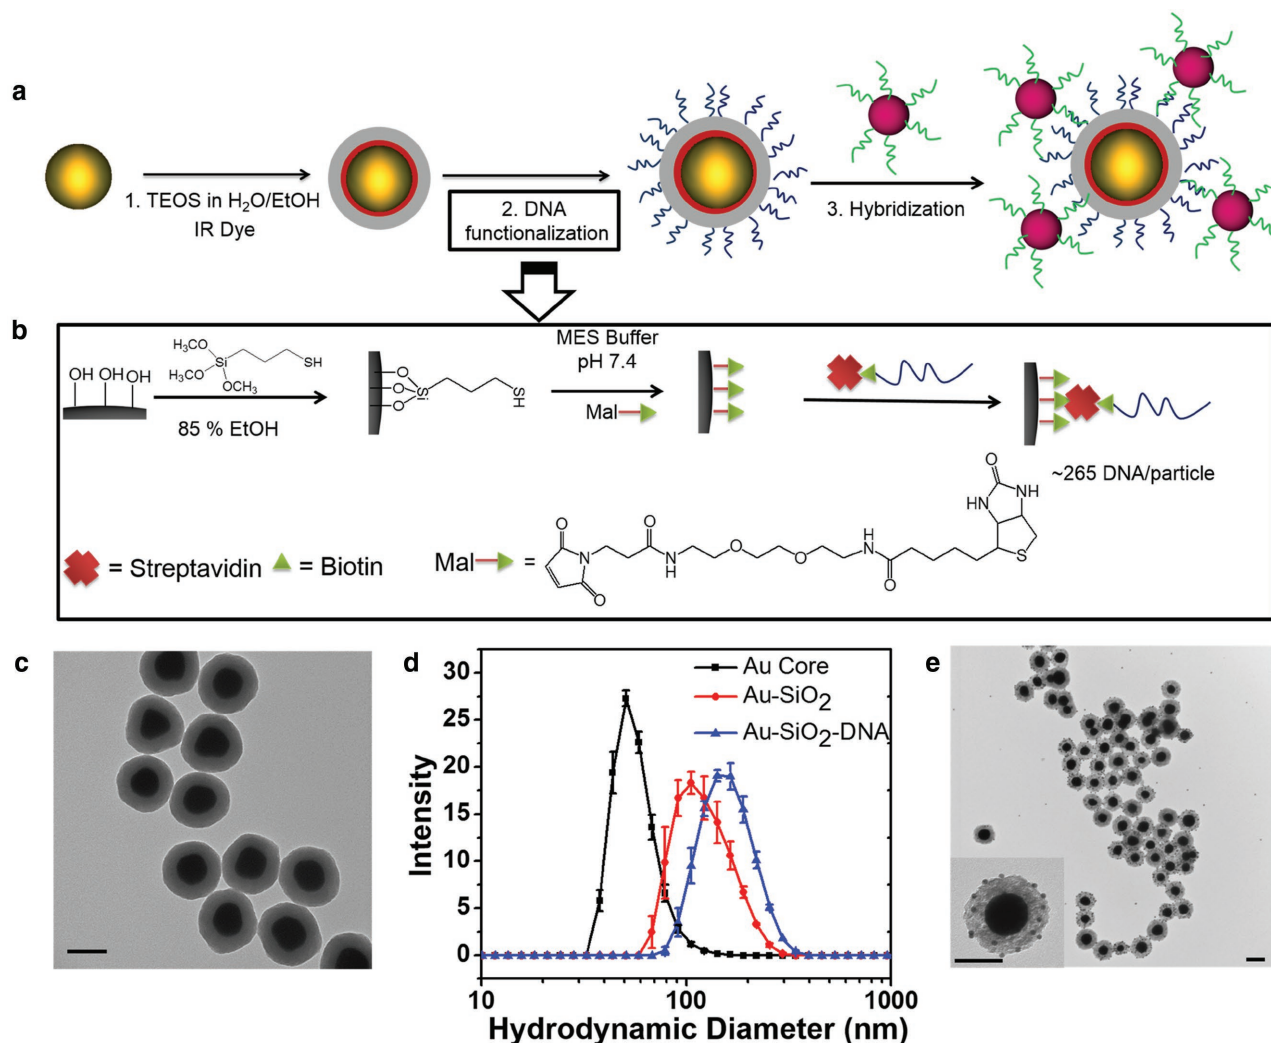 a
1. TEOS in H₂O/EtOH
IR Dye
2. DNA
functionalization
3. Hybridization
b
OH
OH
OH
H₃CO
H₃CO
Si
OCH₃
SH
85 % EtOH
O
O
O
Si
S
H
MES Buffer
pH 7.4
Mal
~265 DNA/particle
= Streptavidin
= Biotin
Mal
=
O
N
O
O
N
H
O
O
H
N
O
O
HN
NH
S
c
d
30
25
20
15
10
5
0
Intensity
Au Core
Au-SiO₂
Au-SiO₂-DNA
10
100
1000
Hydrodynamic Diameter (nm)
e